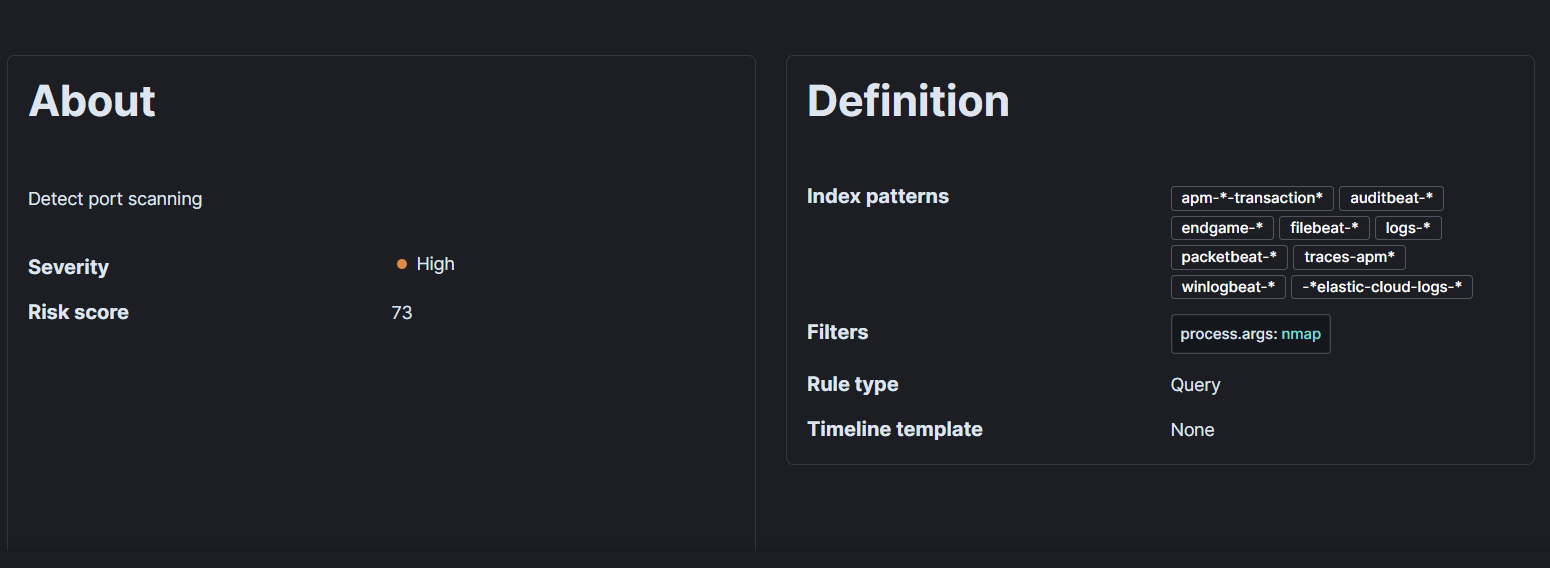 About
Detect port scanning
Severity High
Risk score 73
Definition
Index patterns apm-*-transaction* auditbeat-*
endgame-* filebeat-* logs-*
packetbeat-* traces-apm*
winlogbeat-* -*elastic-cloud-logs-*
Filters process.args: nmap
Rule type Query
Timeline template None